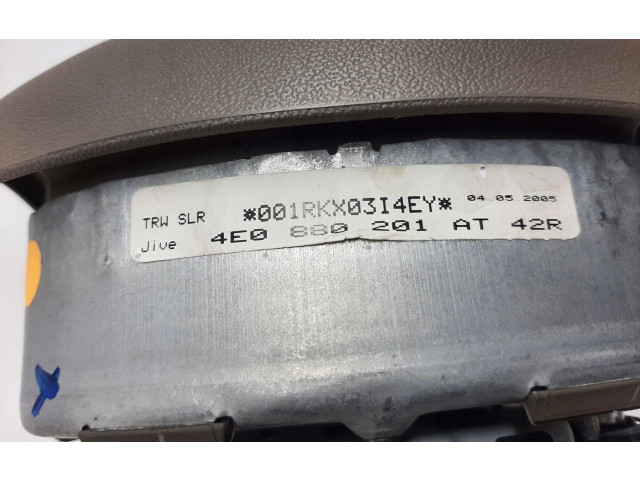 TRW SLR *001RKX03I4EY* 04.05.2005
Jive 4E0 880 201 AT 42R